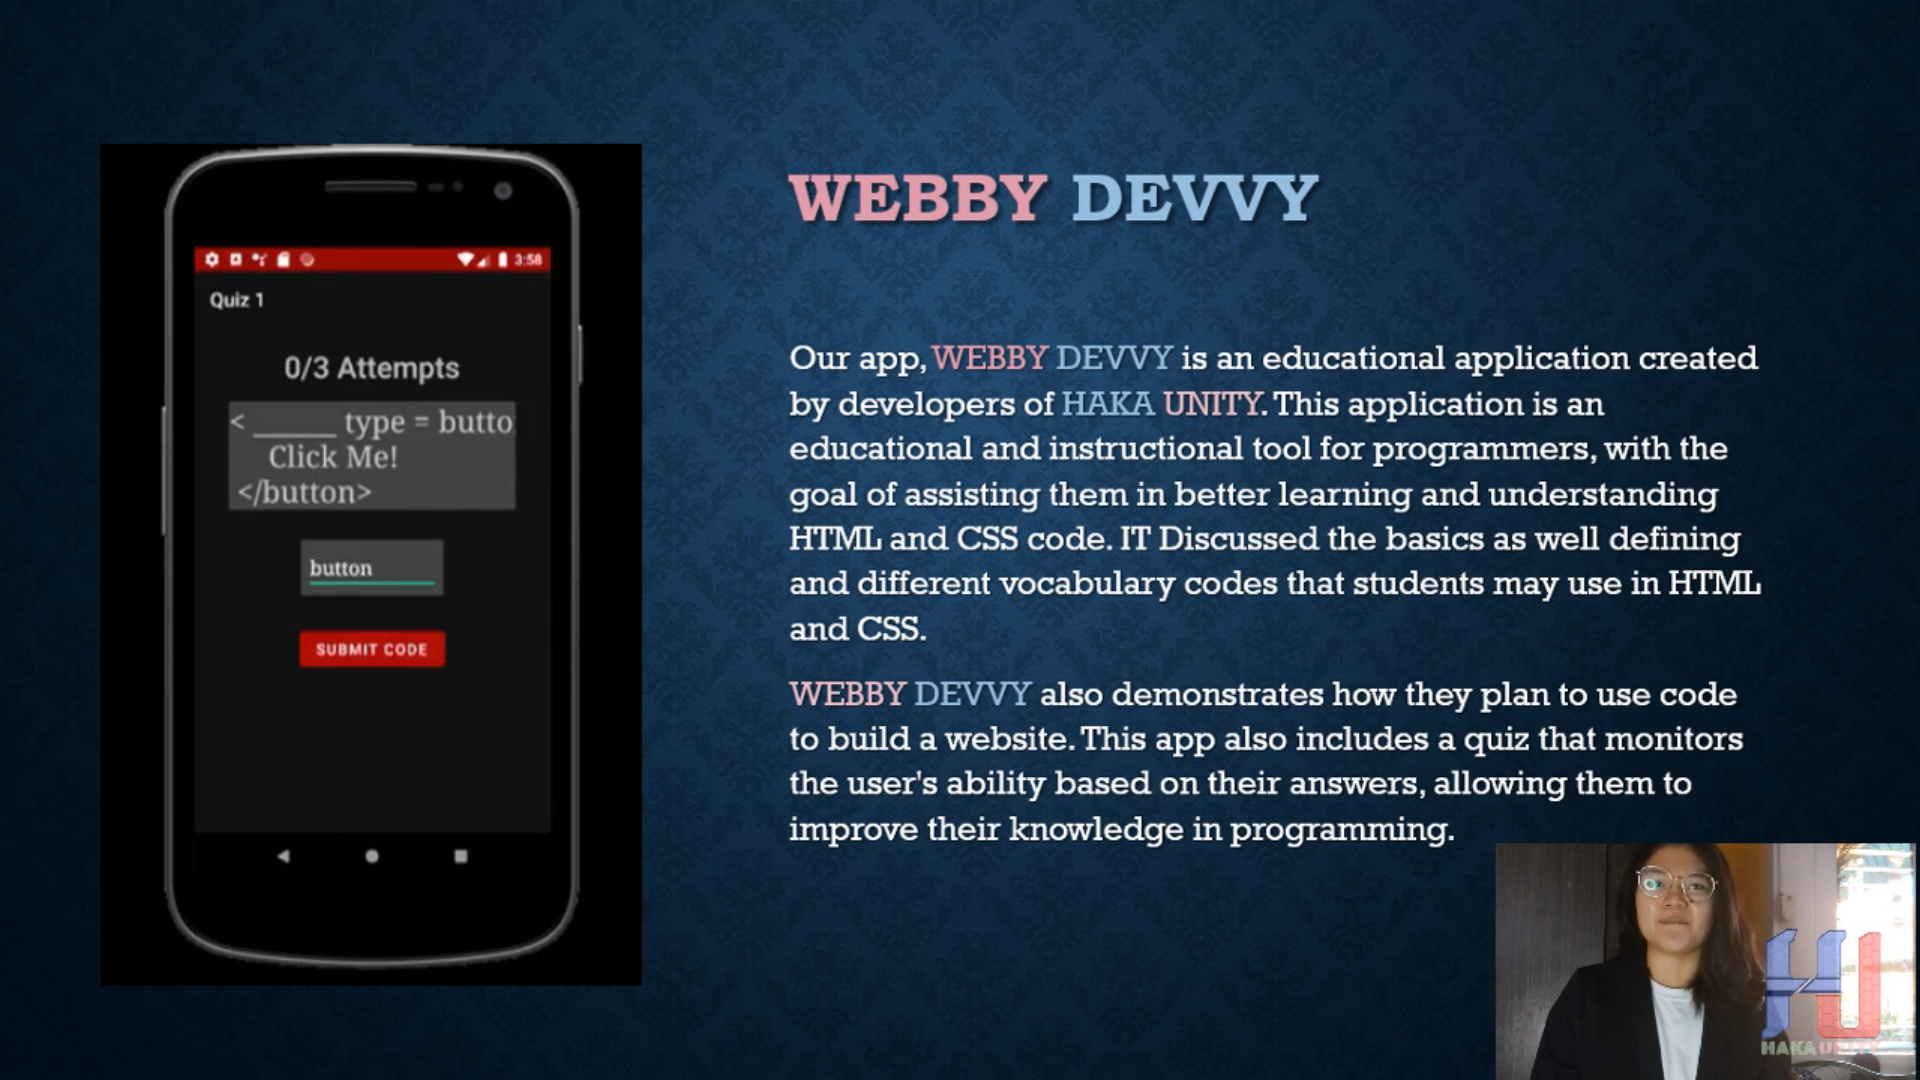 WEBBY DEVVY
3:58
Quiz 1
0/3 Attempts
< ______ type = butto
Click Me!
</button>
button
SUBMIT CODE
Our app, WEBBY DEVVY is an educational application created
by developers of HAKA UNITY. This application is an
educational and instructional tool for programmers, with the
goal of assisting them in better learning and understanding
HTML and CSS code. IT Discussed the basics as well defining
and different vocabulary codes that students may use in HTML
and CSS.
WEBBY DEVVY also demonstrates how they plan to use code
to build a website. This app also includes a quiz that monitors
the user's ability based on their answers, allowing them to
improve their knowledge in programming.
HU
HAKA UNITY